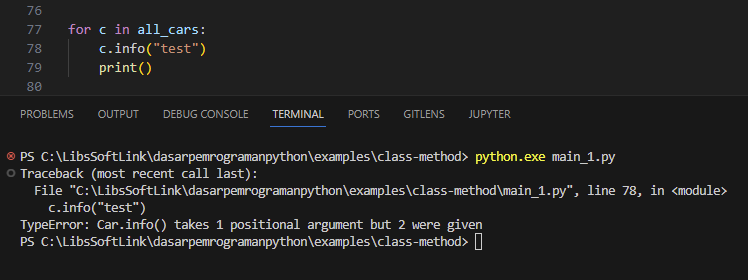 76
77 for c in all_cars:
78     c.info("test")
79     print()
80
PROBLEMS OUTPUT DEBUG CONSOLE TERMINAL PORTS GITLENS JUPYTER
PS C:\LibsSoftLink\dasarpemrogramanpython\examples\class-method> python.exe main_1.py
Traceback (most recent call last):
  File "C:\LibsSoftLink\dasarpemrogramanpython\examples\class-method\main_1.py", line 78, in <module>
    c.info("test")
TypeError: Car.info() takes 1 positional argument but 2 were given
PS C:\LibsSoftLink\dasarpemrogramanpython\examples\class-method>